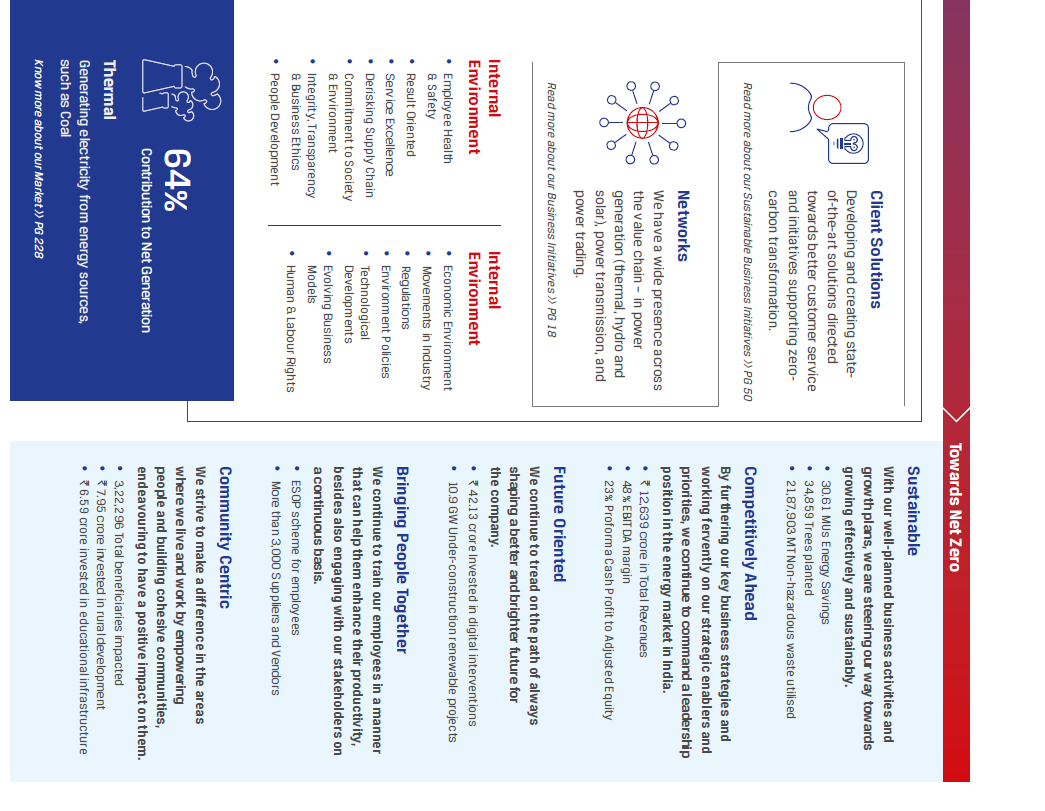 Towards Net Zero
Client Solutions
Developing and creating state-
of-the-art solutions directed
towards better customer service
and initiatives supporting zero-
carbon transformation.
Read more about our Sustainable Business Initiatives >> PG 50
Networks
We have a wide presence across
the value chain – in power
generation (thermal, hydro and
solar), power transmission, and
power trading.
Read more about our Business Initiatives >> PG 18
Internal
Environment
• Employee Health
& Safety
• Result Oriented
• Service Excellence
• Derisking Supply Chain
• Commitment to Society
& Environment
• Integrity, Transparency
& Business Ethics
• People Development
Internal
Environment
• Economic Environment
• Movements in Industry
• Regulations
• Environment Policies
• Technological
Developments
• Evolving Business
Models
• Human & Labour Rights
64%
Contribution to Net Generation
Thermal
Generating electricity from energy sources,
such as Coal
Know more about our Market >> PG 228
Sustainable
With our well-planned business activities and
growth plans, we are steering our way towards
growing effectively and sustainably.
• 30.61 MUs Energy Savings
• 34,859 Trees planted
• 21,87,903 MT Non-hazardous waste utilised
Competitively Ahead
By furthering our key business strategies and
working fervently on our strategic enablers and
priorities, we continue to command a leadership
position in the energy market in India.
• ₹ 12,639 crore in Total Revenues
• 48% EBITDA margin
• 23% Proforma Cash Profit to Adjusted Equity
Future Oriented
We continue to tread on the path of always
shaping a better and brighter future for
the company.
• ₹ 42.13 crore Invested in digital interventions
• 10.9 GW Under-construction renewable projects
Bringing People Together
We continue to train our employees in a manner
that can help them enhance their productivity,
besides also engaging with our stakeholders on
a continuous basis.
• ESOP scheme for employees
• More than 3,000 Suppliers and Vendors
Community Centric
We strive to make a difference in the areas
where we live and work by empowering
people and building cohesive communities,
endeavouring to have a positive impact on them.
• 3,22,296 Total beneficiaries impacted
• ₹ 7.95 crore invested in rural development
• ₹ 6.59 crore invested in educational infrastructure